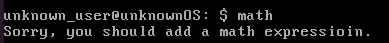 unknown_user@unknownOS: $ math
Sorry, you should add a math expressioin.